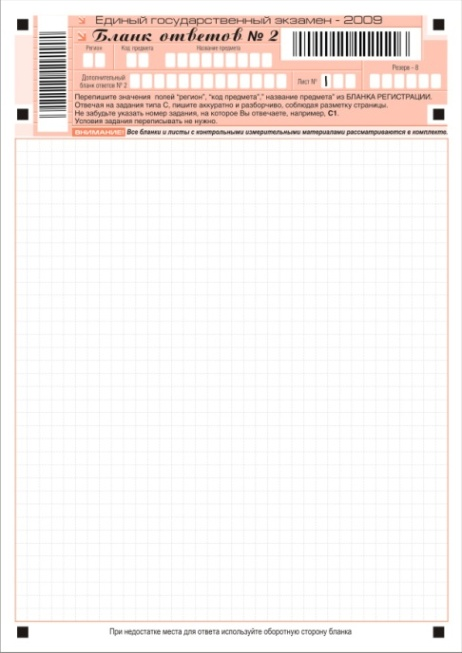 Единый государственный экзамен - 2009
Бланк ответов № 2
Регион Код предмета Название предмета
Резерв - 8
Дополнительный
бланк ответов № 2
Лист № 1
Перепишите значения полей "регион", "код предмета"," название предмета" из БЛАНКА РЕГИСТРАЦИИ.
Отвечая на задания типа С, пишите аккуратно и разборчиво, соблюдая разметку страницы.
Не забудьте указать номер задания, на которое Вы отвечаете, например, С1.
Условия задания переписывать не нужно.
ВНИМАНИЕ! Все бланки и листы с контрольными измерительными материалами рассматриваются в комплекте.
При недостатке места для ответа используйте оборотную сторону бланка